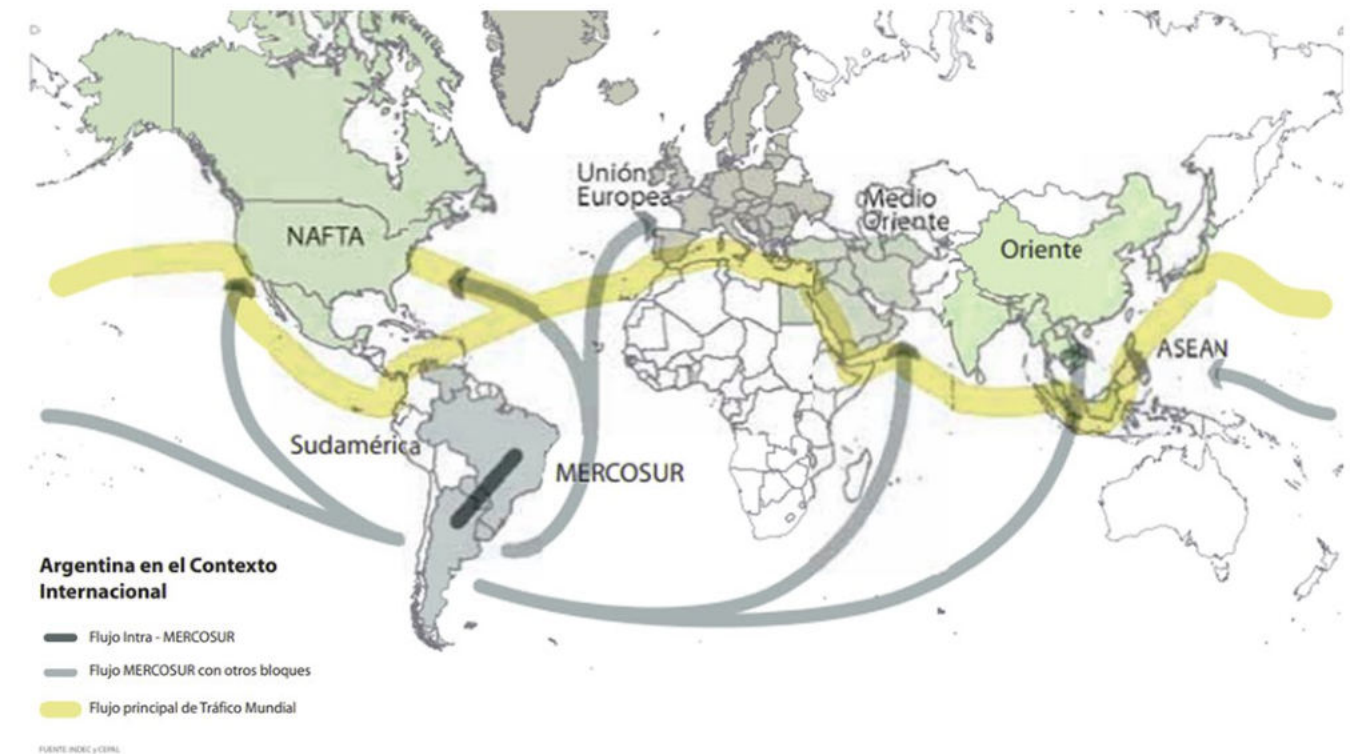 Unión
Europea
Medio
Oriente
NAFTA
Oriente
ASEAN
Sudamérica
MERCOSUR
Argentina en el Contexto
Internacional
Flujo Intra - MERCOSUR
Flujo MERCOSUR con otros bloques
Flujo principal de Tráfico Mundial
FUENTE: INDEC y CEPAL